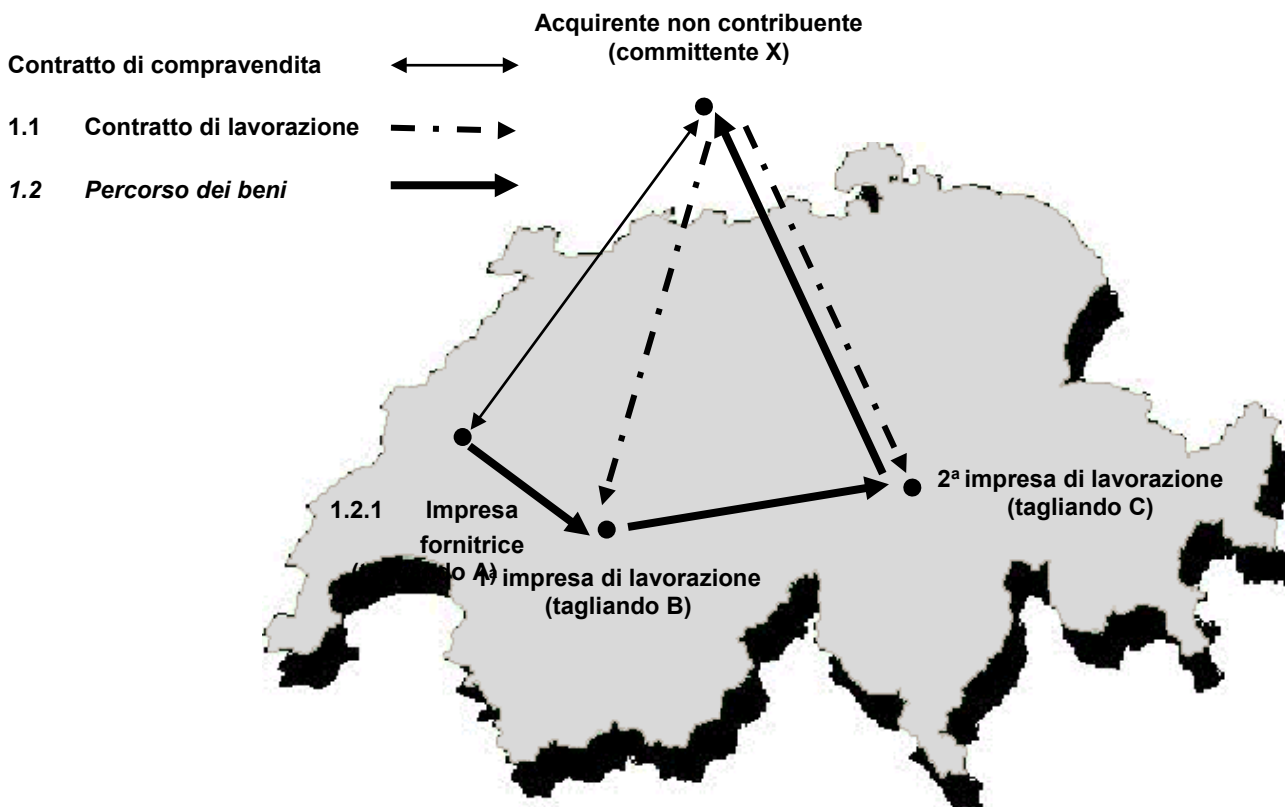 Acquirente non contribuente
(committente X)
Contratto di compravendita
1.1 Contratto di lavorazione
1.2 Percorso dei beni
2ª impresa di lavorazione
(tagliando C)
1.2.1 Impresa
fornitrice
A)
impresa di lavorazione
(tagliando B)